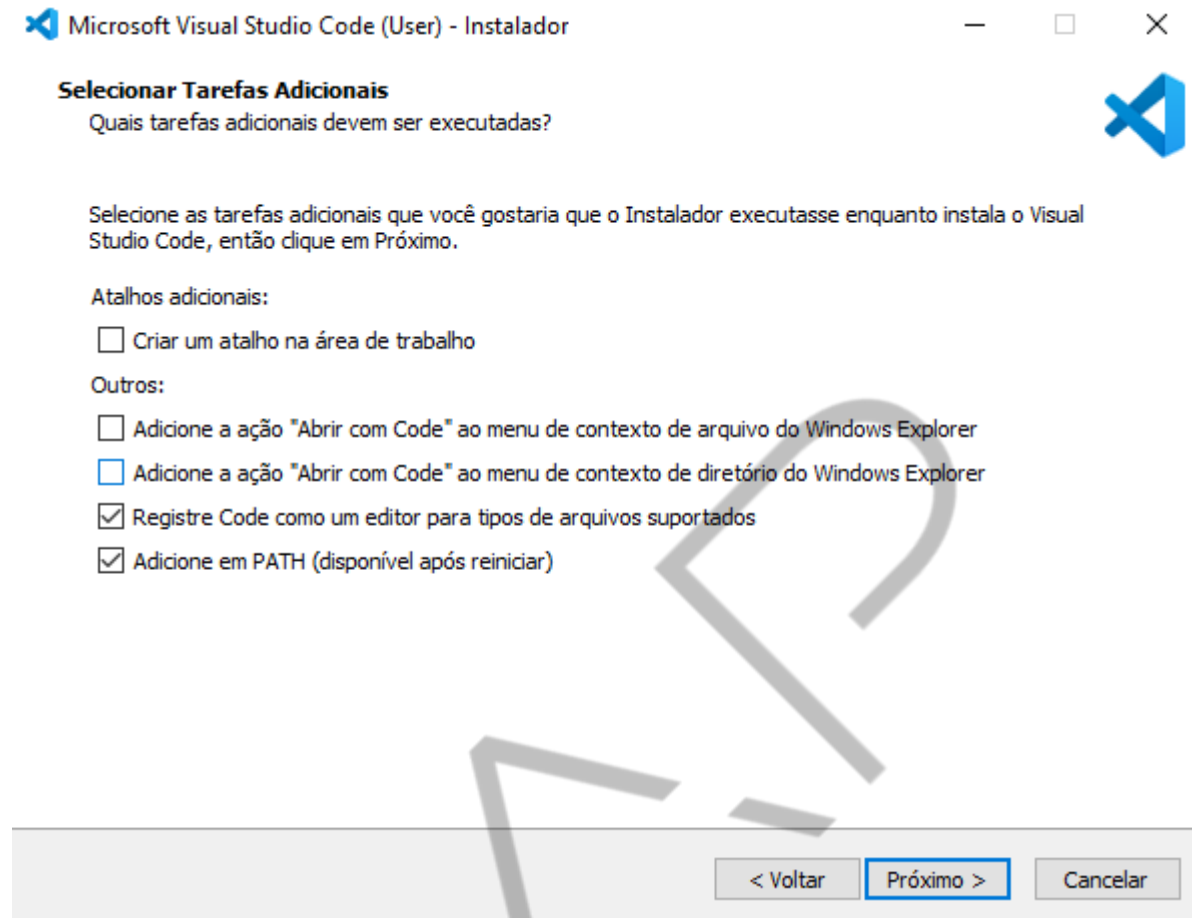 Microsoft Visual Studio Code (User) - Instalador
Selecionar Tarefas Adicionais
Quais tarefas adicionais devem ser executadas?
Selecione as tarefas adicionais que você gostaria que o Instalador executasse enquanto instala o Visual
Studio Code, então clique em Próximo.
Atalhos adicionais:
Criar um atalho na área de trabalho
Outros:
Adicione a ação "Abrir com Code" ao menu de contexto de arquivo do Windows Explorer
Adicione a ação "Abrir com Code" ao menu de contexto de diretório do Windows Explorer
Registre Code como um editor para tipos de arquivos suportados
Adicione em PATH (disponível após reiniciar)
< Voltar Próximo > Cancelar